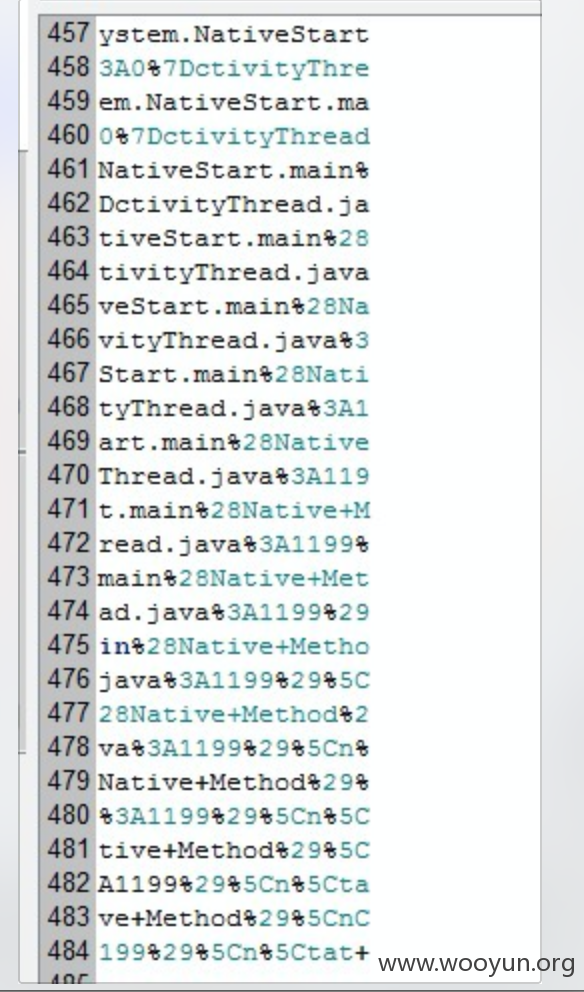 457 ystem.NativeStart
458 3A0%7DctivityThre
459 em.NativeStart.ma
460 0%7DctivityThread
461 NativeStart.main%
462 DctivityThread.ja
463 tiveStart.main%28
464 tivityThread.java
465 veStart.main%28Na
466 vityThread.java%3
467 Start.main%28Nati
468 tyThread.java%3A1
469 art.main%28Native
470 Thread.java%3A119
471 t.main%28Native+M
472 read.java%3A1199%
473 main%28Native+Met
474 ad.java%3A1199%29
475 in%28Native+Metho
476 java%3A1199%29%5C
477 28Native+Method%2
478 va%3A1199%29%5Cn%
479 Native+Method%29%
480 %3A1199%29%5Cn%5C
481 tive+Method%29%5C
482 A1199%29%5Cn%5Cta
483 ve+Method%29%5CnC
484 199%29%5Cn%5Ctat+
www.wooyun.org